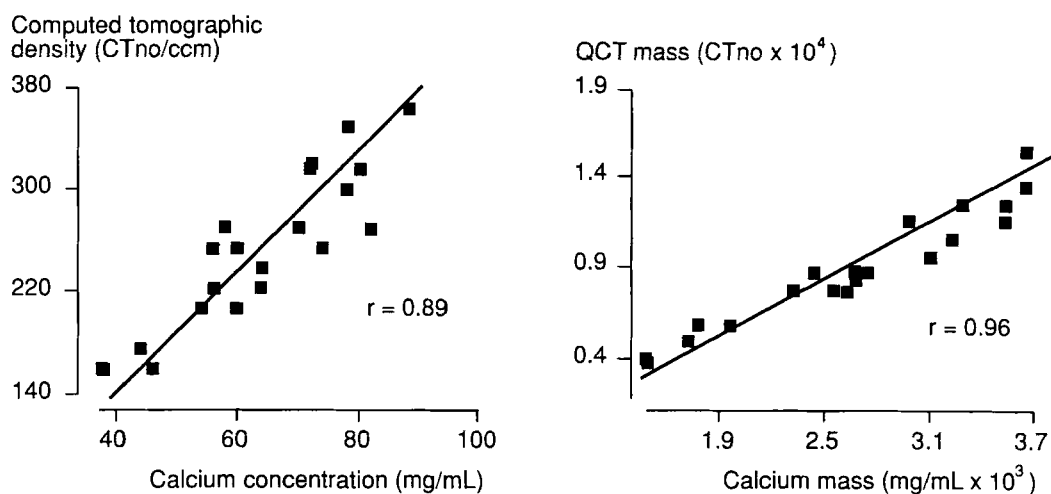 Computed tomographic
density (CTno/ccm)
380
300
220
140
40 60 80 100
r = 0.89
Calcium concentration (mg/mL)
QCT mass (CTno x 10⁴)
1.9
1.4
0.9
0.4
1.9 2.5 3.1 3.7
r = 0.96
Calcium mass (mg/mL x 10³)